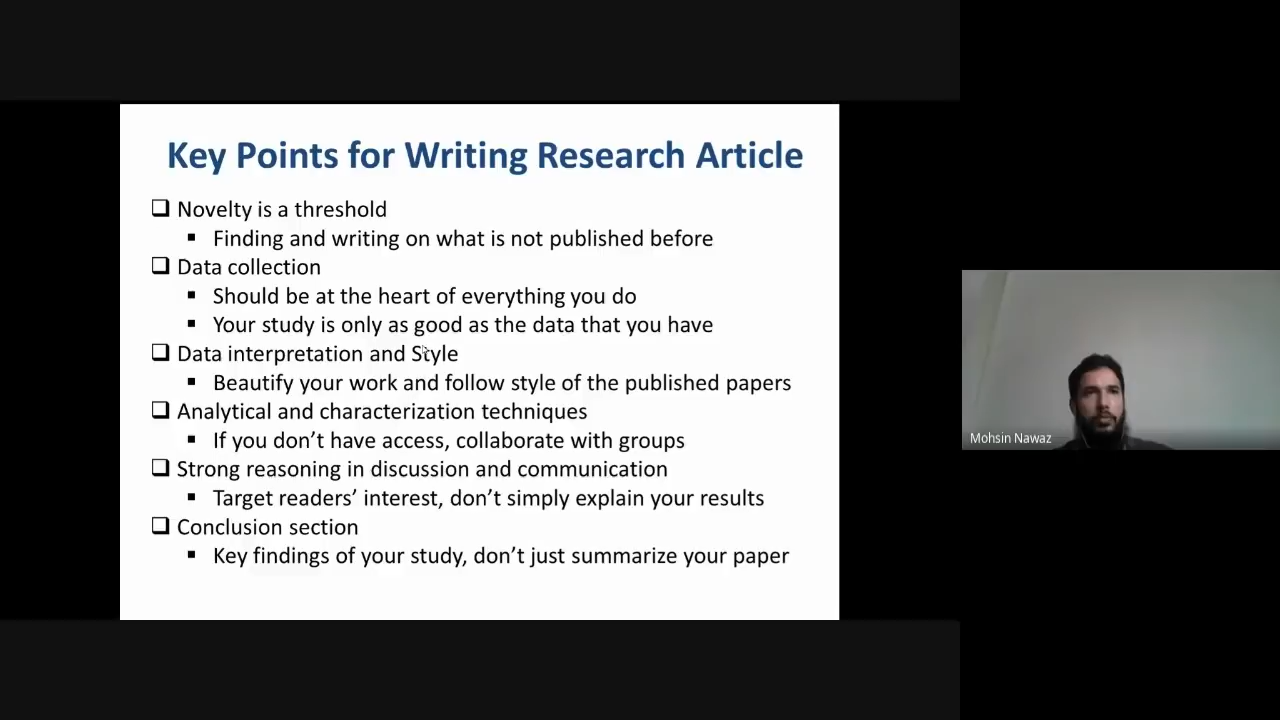 Key Points for Writing Research Article
❑ Novelty is a threshold
▪ Finding and writing on what is not published before
❑ Data collection
▪ Should be at the heart of everything you do
▪ Your study is only as good as the data that you have
❑ Data interpretation and Style
▪ Beautify your work and follow style of the published papers
❑ Analytical and characterization techniques
▪ If you don’t have access, collaborate with groups
❑ Strong reasoning in discussion and communication
▪ Target readers’ interest, don’t simply explain your results
❑ Conclusion section
▪ Key findings of your study, don’t just summarize your paper
Mohsin Nawaz